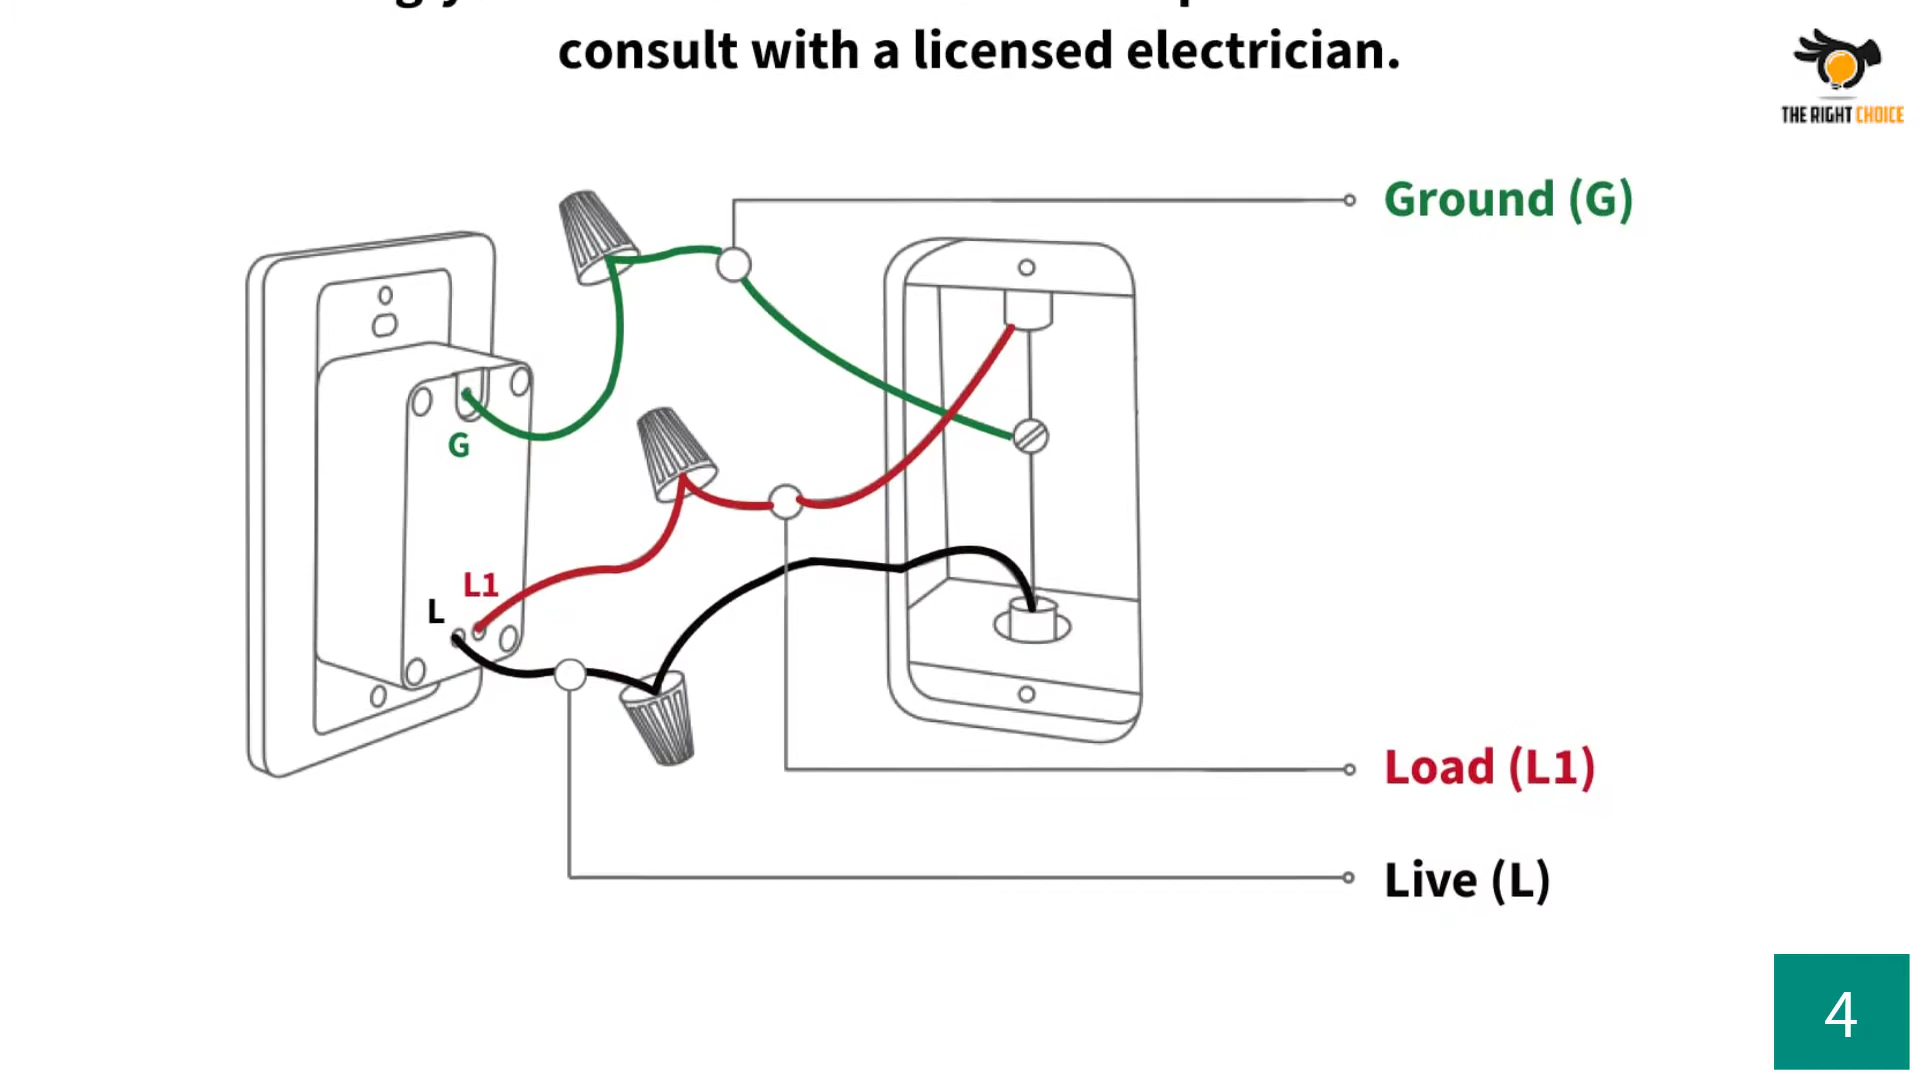 consult with a licensed electrician.
THE RIGHT CHOICE
Ground (G)
G
L1
L
Load (L1)
Live (L)
4